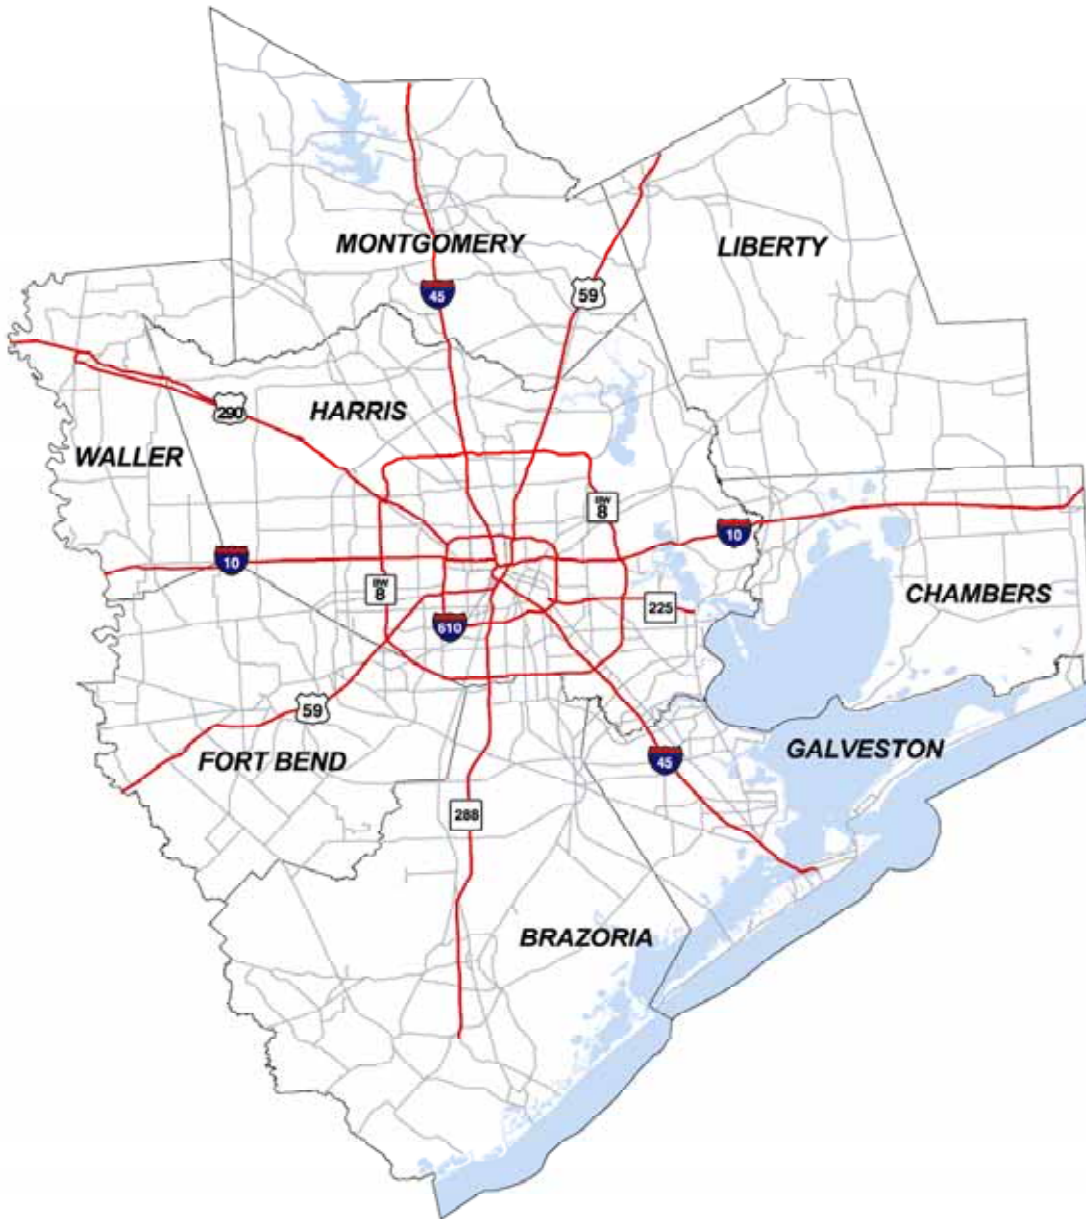 MONTGOMERY
LIBERTY
45
59
290
HARRIS
WALLER
BW
8
10
10
BW
8
225
CHAMBERS
610
59
GALVESTON
FORT BEND
45
288
BRAZORIA